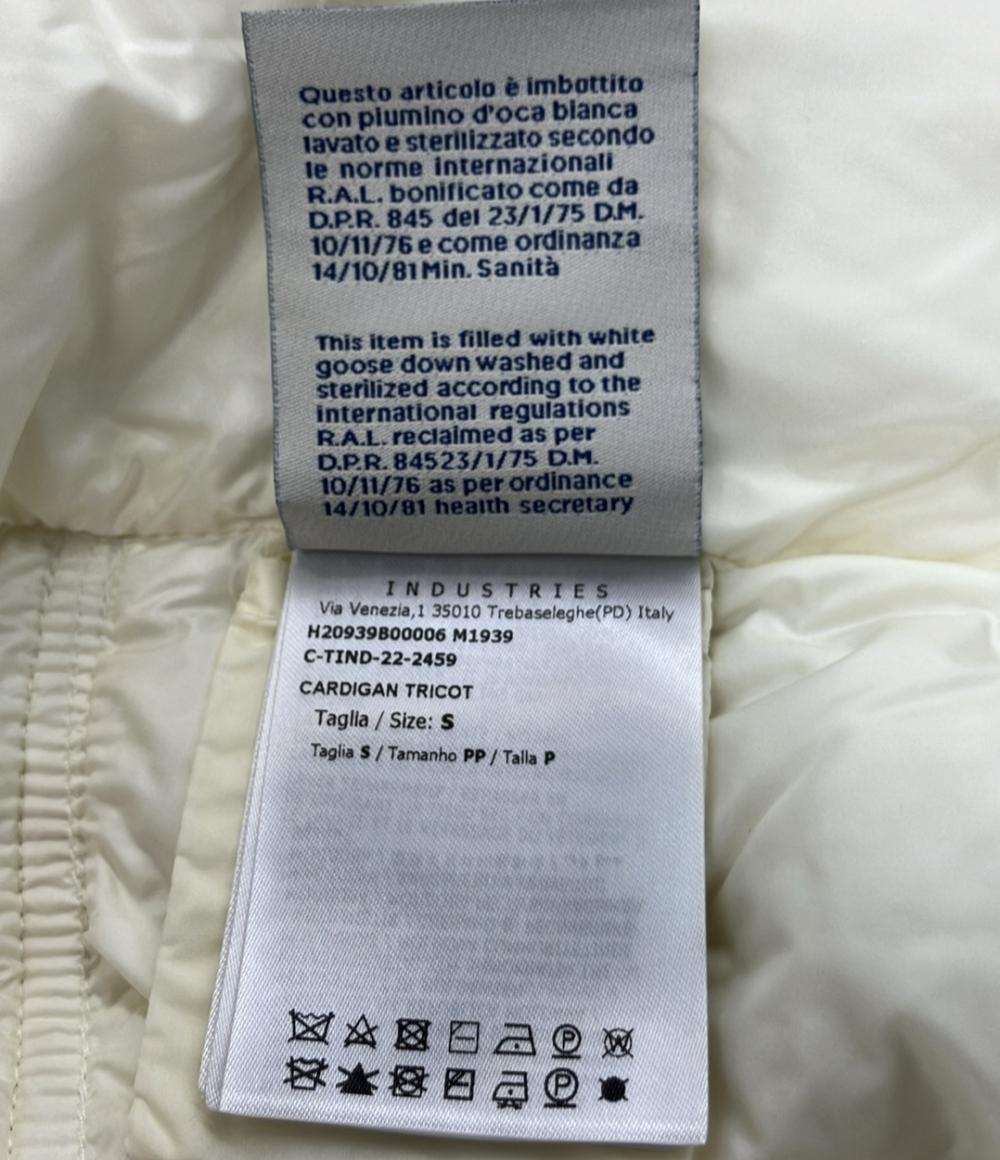 Questo articolo è imbottito
con piumino d'oca bianca
lavato e sterilizzato secondo
le norme internazionali
R.A.L. bonificato come da
D.P.R. 845 del 23/1/75 D.M.
10/11/76 e come ordinanza
14/10/81 Min. Sanità
This item is filled with white
goose down washed and
sterilized according to the
international regulations
R.A.L. reclaimed as per
D.P.R. 84523/1/75 D.M.
10/11/76 as per ordinance
14/10/81 health secretary
INDUSTRIES
Via Venezia,1 35010 Trebaseleghe(PD) Italy
H20939B00006 M1939
C-TIND-22-2459
CARDIGAN TRICOT
Taglia / Size: S
Taglia S / Tamanho PP / Talla P
P W
P